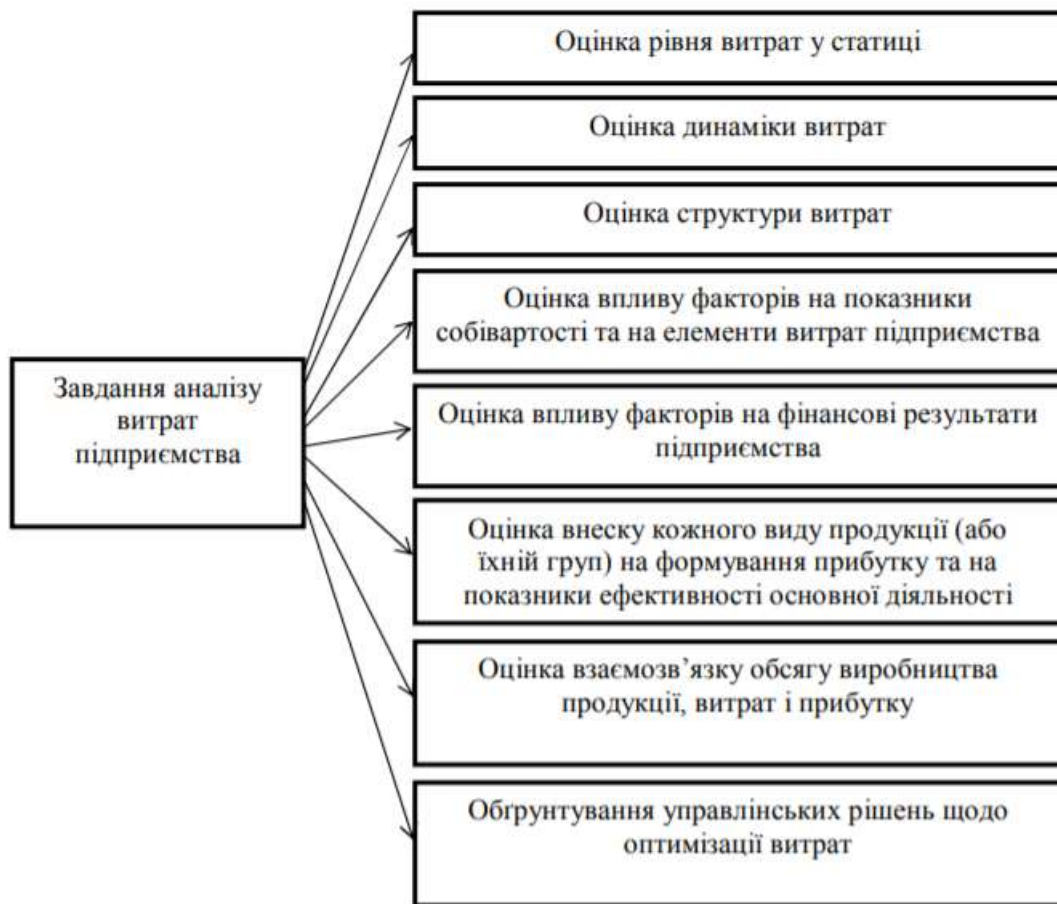 Завдання аналізу
витрат
підприємства
Оцінка рівня витрат у статиці
Оцінка динаміки витрат
Оцінка структури витрат
Оцінка впливу факторів на показники
собівартості та на елементи витрат підприємства
Оцінка впливу факторів на фінансові результати
підприємства
Оцінка внеску кожного виду продукції (або
їхній груп) на формування прибутку та на
показники ефективності основної діяльності
Оцінка взаємозв’язку обсягу виробництва
продукції, витрат і прибутку
Обґрунтування управлінських рішень щодо
оптимізації витрат